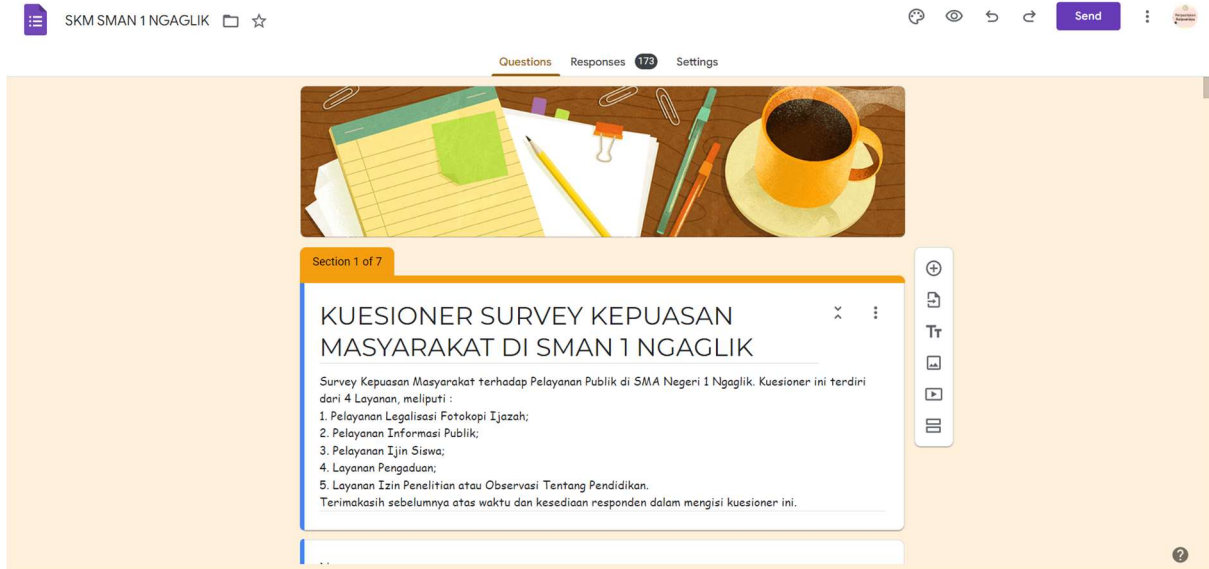 SKM SMAN 1 NGAGLIK
Send
Questions Responses 173 Settings
Section 1 of 7
KUESIONER SURVEY KEPUASAN
MASYARAKAT DI SMAN 1 NGAGLIK
Survey Kepuasan Masyarakat terhadap Pelayanan Publik di SMA Negeri 1 Ngaglik. Kuesioner ini terdiri
dari 4 Layanan, meliputi :
1. Pelayanan Legalisasi Fotokopi Ijazah;
2. Pelayanan Informasi Publik;
3. Pelayanan Ijin Siswa;
4. Layanan Pengaduan;
5. Layanan Izin Penelitian atau Observasi Tentang Pendidikan.
Terimakasih sebelumnya atas waktu dan kesediaan responden dalam mengisi kuesioner ini.
Tт